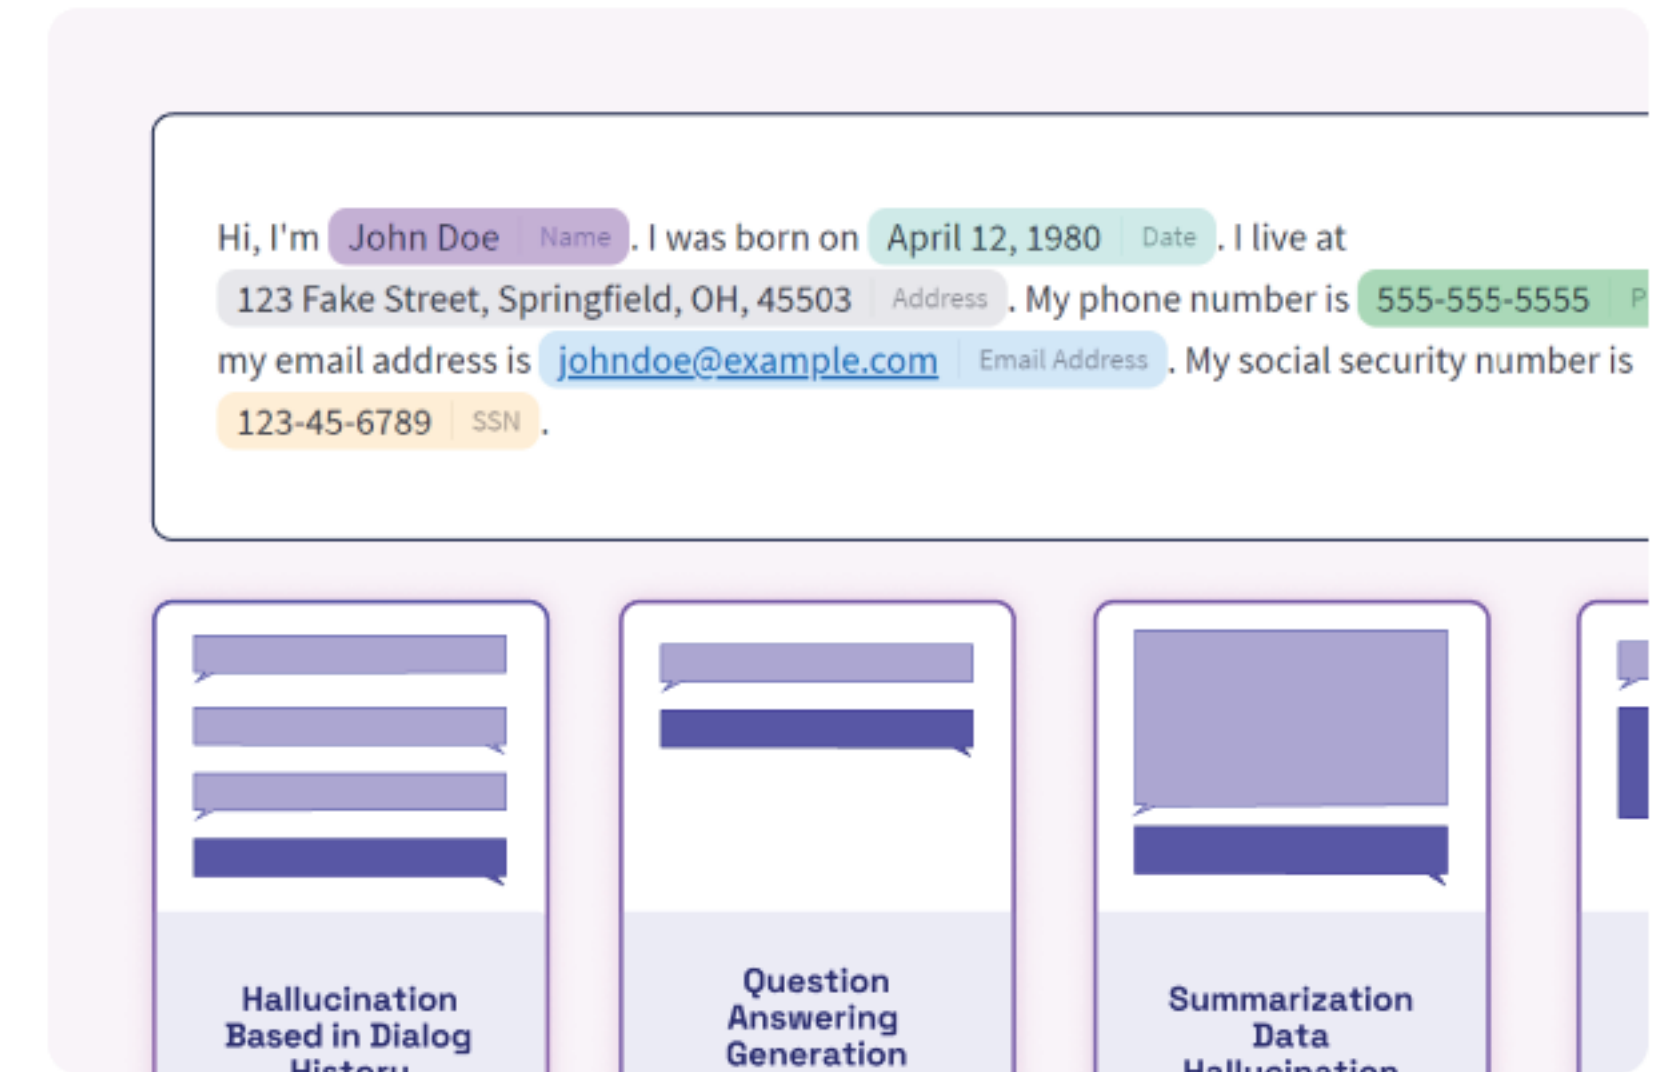 Hi, I'm John Doe Name . I was born on April 12, 1980 Date . I live at
123 Fake Street, Springfield, OH, 45503 Address . My phone number is 555-555-5555 P
my email address is johndoe@example.com Email Address . My social security number is
123-45-6789 SSN .
Hallucination
Based in Dialog
History
Question
Answering
Generation
Summarization
Data
Hallucination